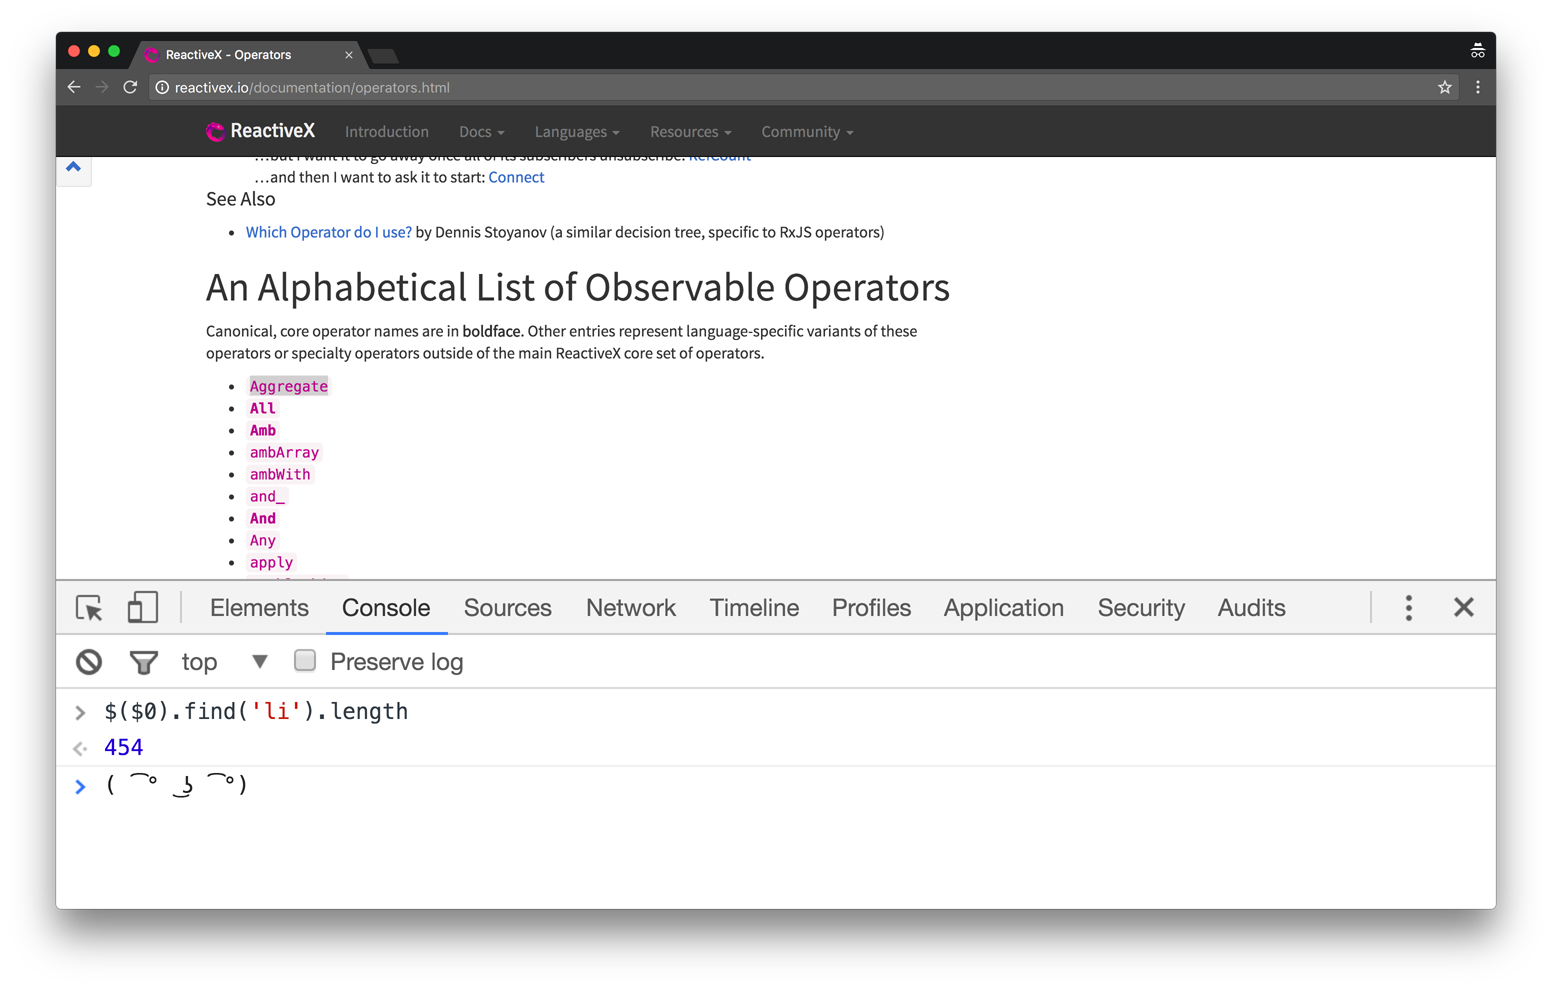 ReactiveX - Operators
reactivex.io/documentation/operators.html
ReactiveX Introduction Docs Languages Resources Community
...but I want it to go away once all of its subscribers unsubscribe: RefCount
...and then I want to ask it to start: Connect
See Also
Which Operator do I use? by Dennis Stoyanov (a similar decision tree, specific to RxJS operators)
An Alphabetical List of Observable Operators
Canonical, core operator names are in boldface. Other entries represent language-specific variants of these
operators or specialty operators outside of the main ReactiveX core set of operators.
Aggregate
All
Amb
ambArray
ambWith
and_
And
Any
apply
Elements Console Sources Network Timeline Profiles Application Security Audits
top Preserve log
$($0).find('li').length
454
( ͡° ͜ʖ ͡°)